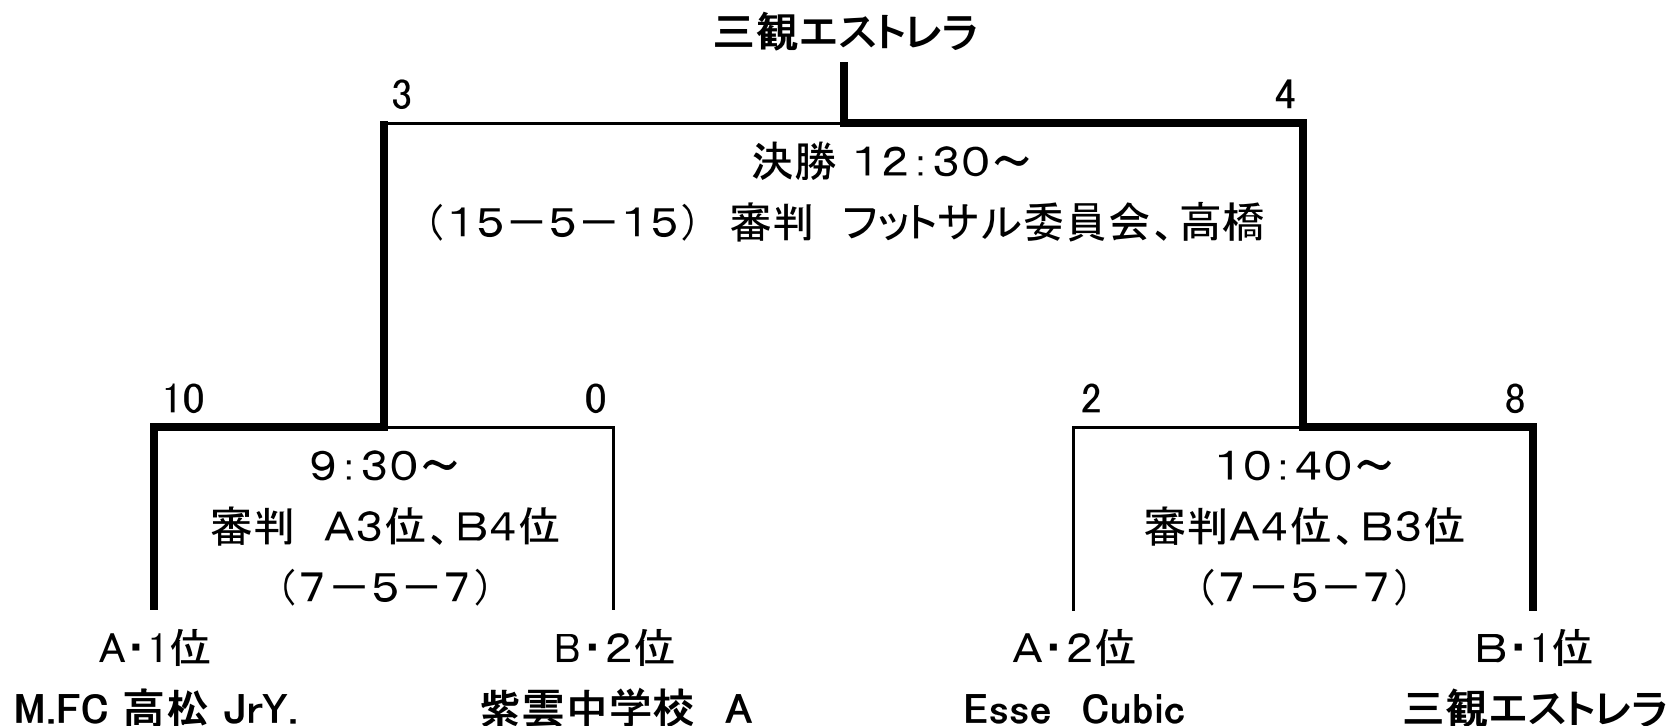 三観エストレラ
3
4
決勝 12:30～
（15－5－15）　審判　フットサル委員会、高橋
10
0
2
8
9:30～
審判　A3位、B4位
（7－5－7）
10:40～
審判A4位、B3位
（7－5－7）
A・1位
B・2位
A・2位
B・1位
M.FC 高松 JrY.
紫雲中学校　A
Esse　Cubic
三観エストレラ